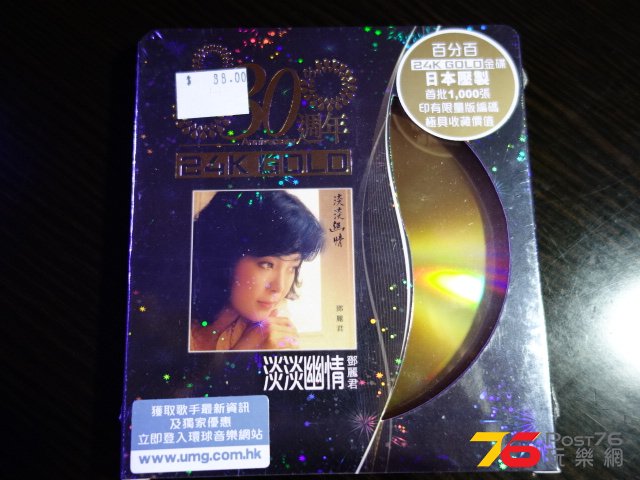 $ 88.00
30週年
Anniversary
24K GOLD
百分百
24K GOLD金碟
日本壓製
首批1,000張
印有限量版編碼
極具收藏價值
淡淡幽情
鄧麗君
淡淡幽情
鄧麗君
獲取歌手最新資訊
及獨家優惠
立即登入環球音樂網站
www.umg.com.hk
76 Post76
玩樂網